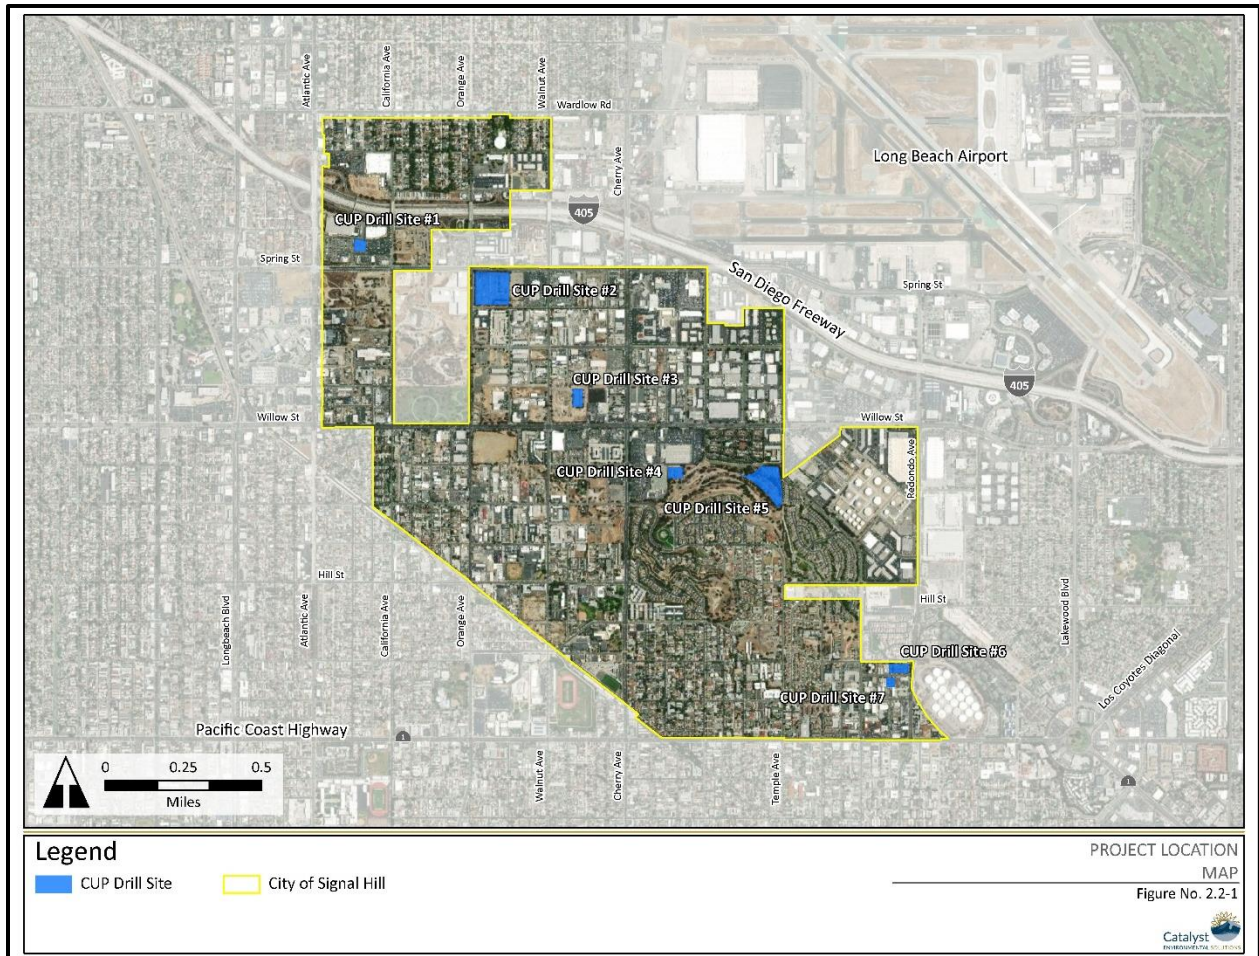 Atlantic Ave
California Ave
Orange Ave
Walnut Ave
Wardlow Rd
Cherry Ave
Long Beach Airport
CUP Drill Site #1
405
Spring St
San Diego Freeway
CUP Drill Site #2
Spring St
CUP Drill Site #3
405
Willow St
Willow St
Redondo Ave
CUP Drill Site #4
CUP Drill Site #5
Hill St
Hill St
Longbeach Blvd
Atlantic Ave
California Ave
Orange Ave
Lakewood Blvd
Los Coyotes Diagonal
CUP Drill Site #6
CUP Drill Site #7
Pacific Coast Highway
1
Walnut Ave
Cherry Ave
Temple Ave
1
0 0.25 0.5
Miles
Legend
CUP Drill Site
City of Signal Hill
PROJECT LOCATION
MAP
Figure No. 2.2-1
Catalyst
ENVIRONMENTAL SOLUTIONS